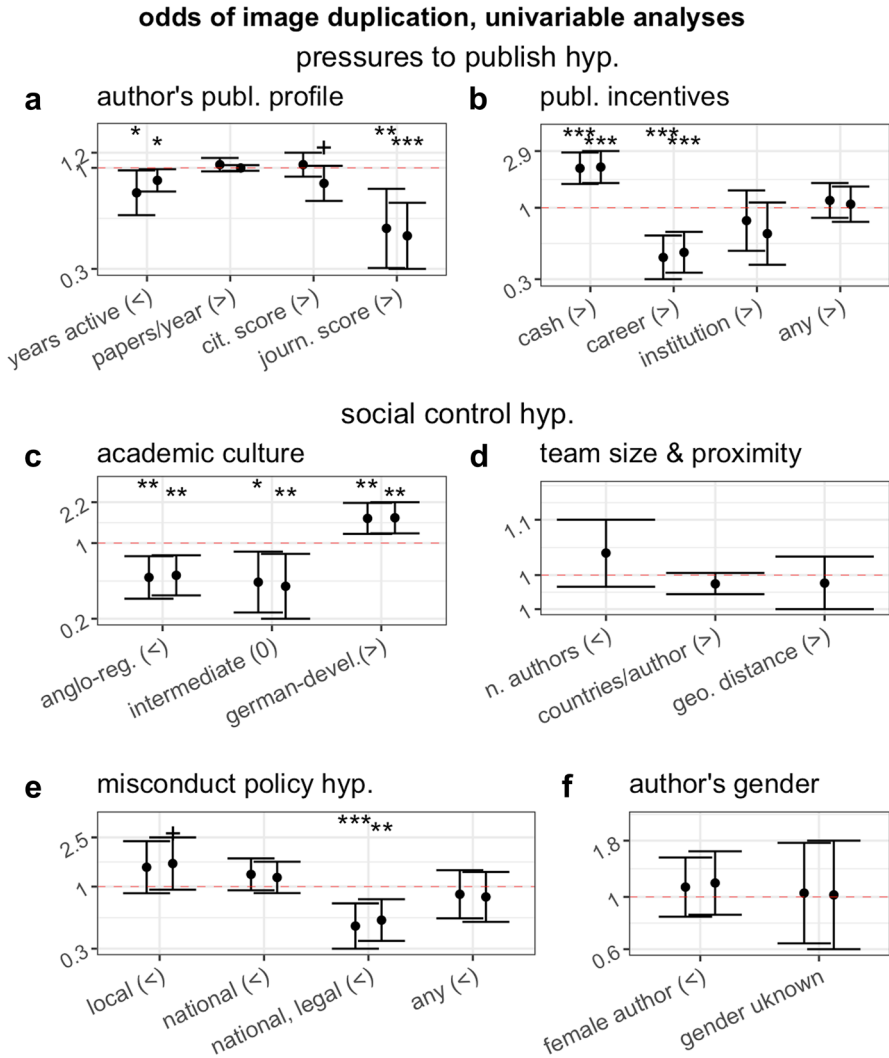 odds of image duplication, univariable analyses
pressures to publish hyp.
a author's publ. profile
* * ** *** +
1.2
1
0.3
years active (<)
papers/year (>)
cit. score (>)
journ. score (>)
b publ. incentives
*** *** *** ***
2.9
1
0.3
cash (>)
career (>)
institution (>)
any (>)
social control hyp.
c academic culture
** ** * ** ** **
2.2
1
0.2
anglo-reg. (<)
intermediate (0)
german-devel.(>)
d team size & proximity
1.1
1
1
n. authors (<)
countries/author (>)
geo. distance (>)
e misconduct policy hyp.
+ *** **
2.5
1
0.3
local (<)
national (<)
national, legal (<)
any (<)
f author's gender
1.8
1
0.6
female author (<)
gender uknown